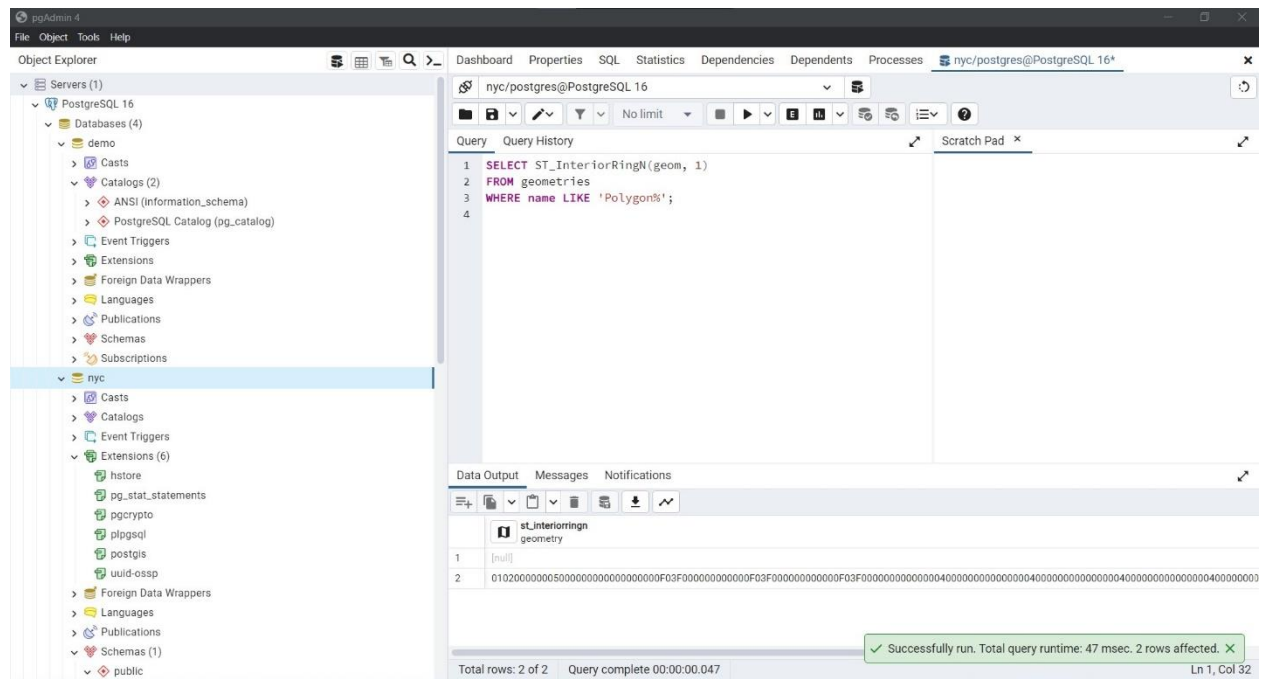 pgAdmin 4
File Object Tools Help
Object Explorer
Dashboard Properties SQL Statistics Dependencies Dependents Processes nyc/postgres@PostgreSQL 16*
Servers (1)
PostgreSQL 16
Databases (4)
demo
Casts
Catalogs (2)
ANSI (information_schema)
PostgreSQL Catalog (pg_catalog)
Event Triggers
Extensions
Foreign Data Wrappers
Languages
Publications
Schemas
Subscriptions
nyc
Casts
Catalogs
Event Triggers
Extensions (6)
hstore
pg_stat_statements
pgcrypto
plpgsql
postgis
uuid-ossp
Foreign Data Wrappers
Languages
Publications
Schemas (1)
public
nyc/postgres@PostgreSQL 16
No limit
Query Query History
Scratch Pad
1 SELECT ST_InteriorRingN(geom, 1)
2 FROM geometries
3 WHERE name LIKE 'Polygon%';
4
Data Output Messages Notifications
st_interiorringn
geometry
1 [null]
2
Successfully run. Total query runtime: 47 msec. 2 rows affected.
Total rows: 2 of 2 Query complete 00:00:00.047
Ln 1, Col 32